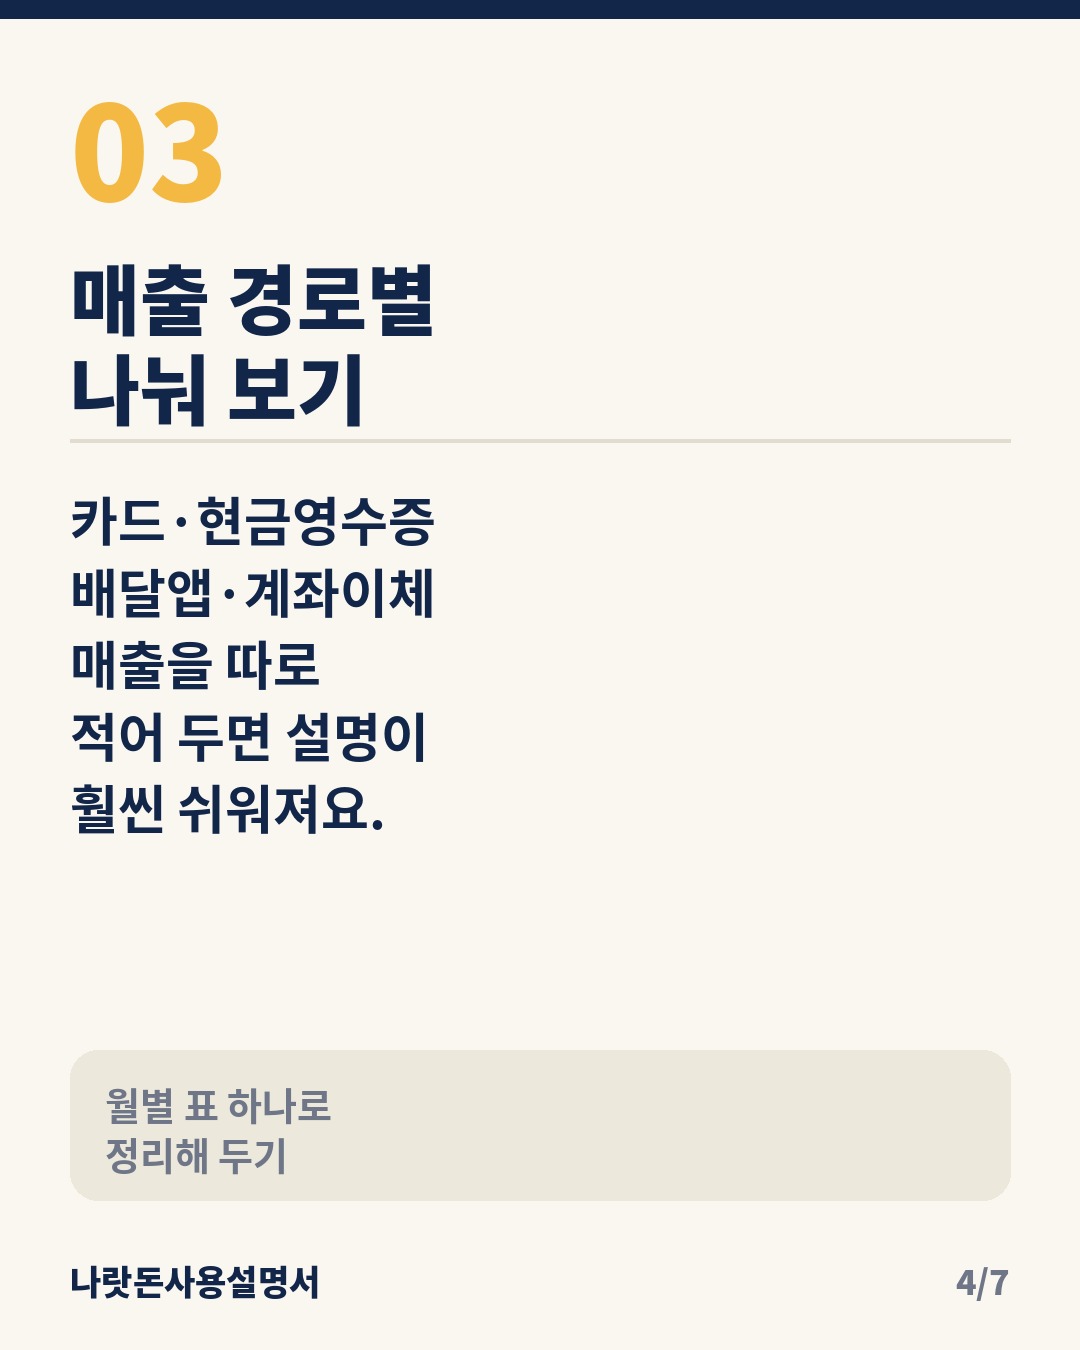 03
매출 경로별
나눠 보기
카드·현금영수증
배달앱·계좌이체
매출을 따로
적어 두면 설명이
훨씬 쉬워져요.
월별 표 하나로
정리해 두기
나랏돈사용설명서
4/7